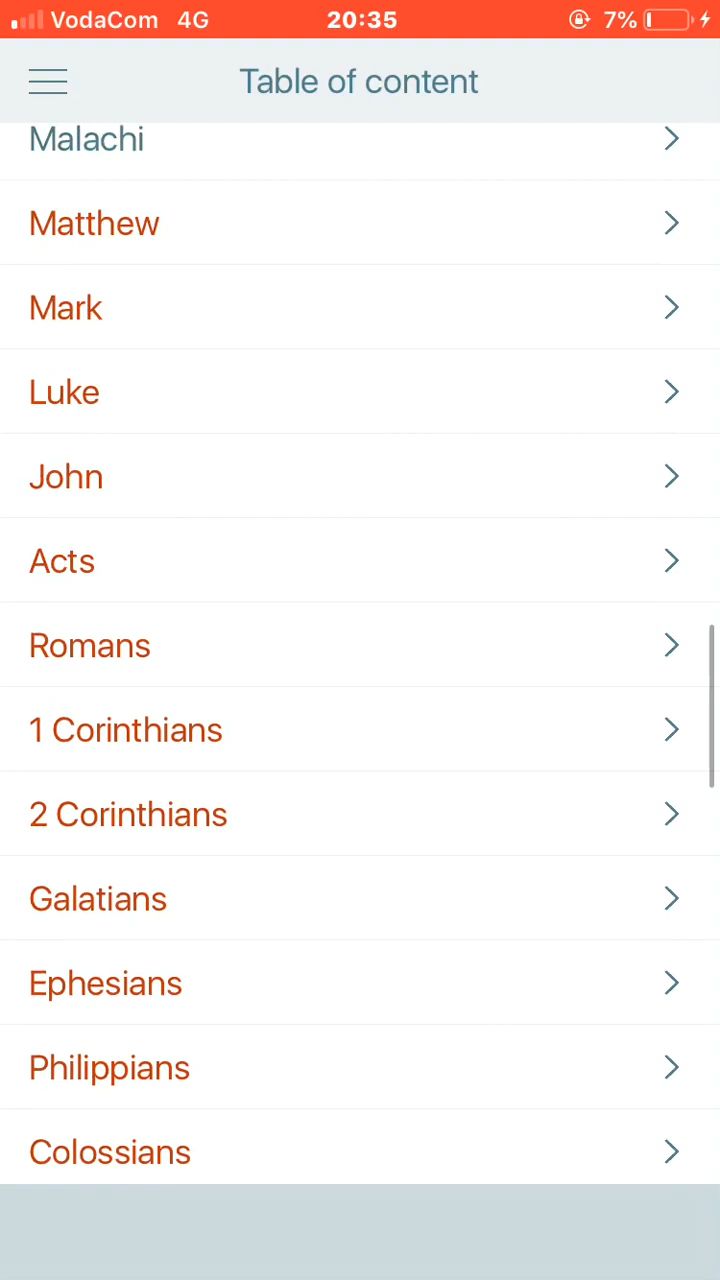 VodaCom 4G 20:35 7%
Table of content
Malachi
Matthew
Mark
Luke
John
Acts
Romans
1 Corinthians
2 Corinthians
Galatians
Ephesians
Philippians
Colossians